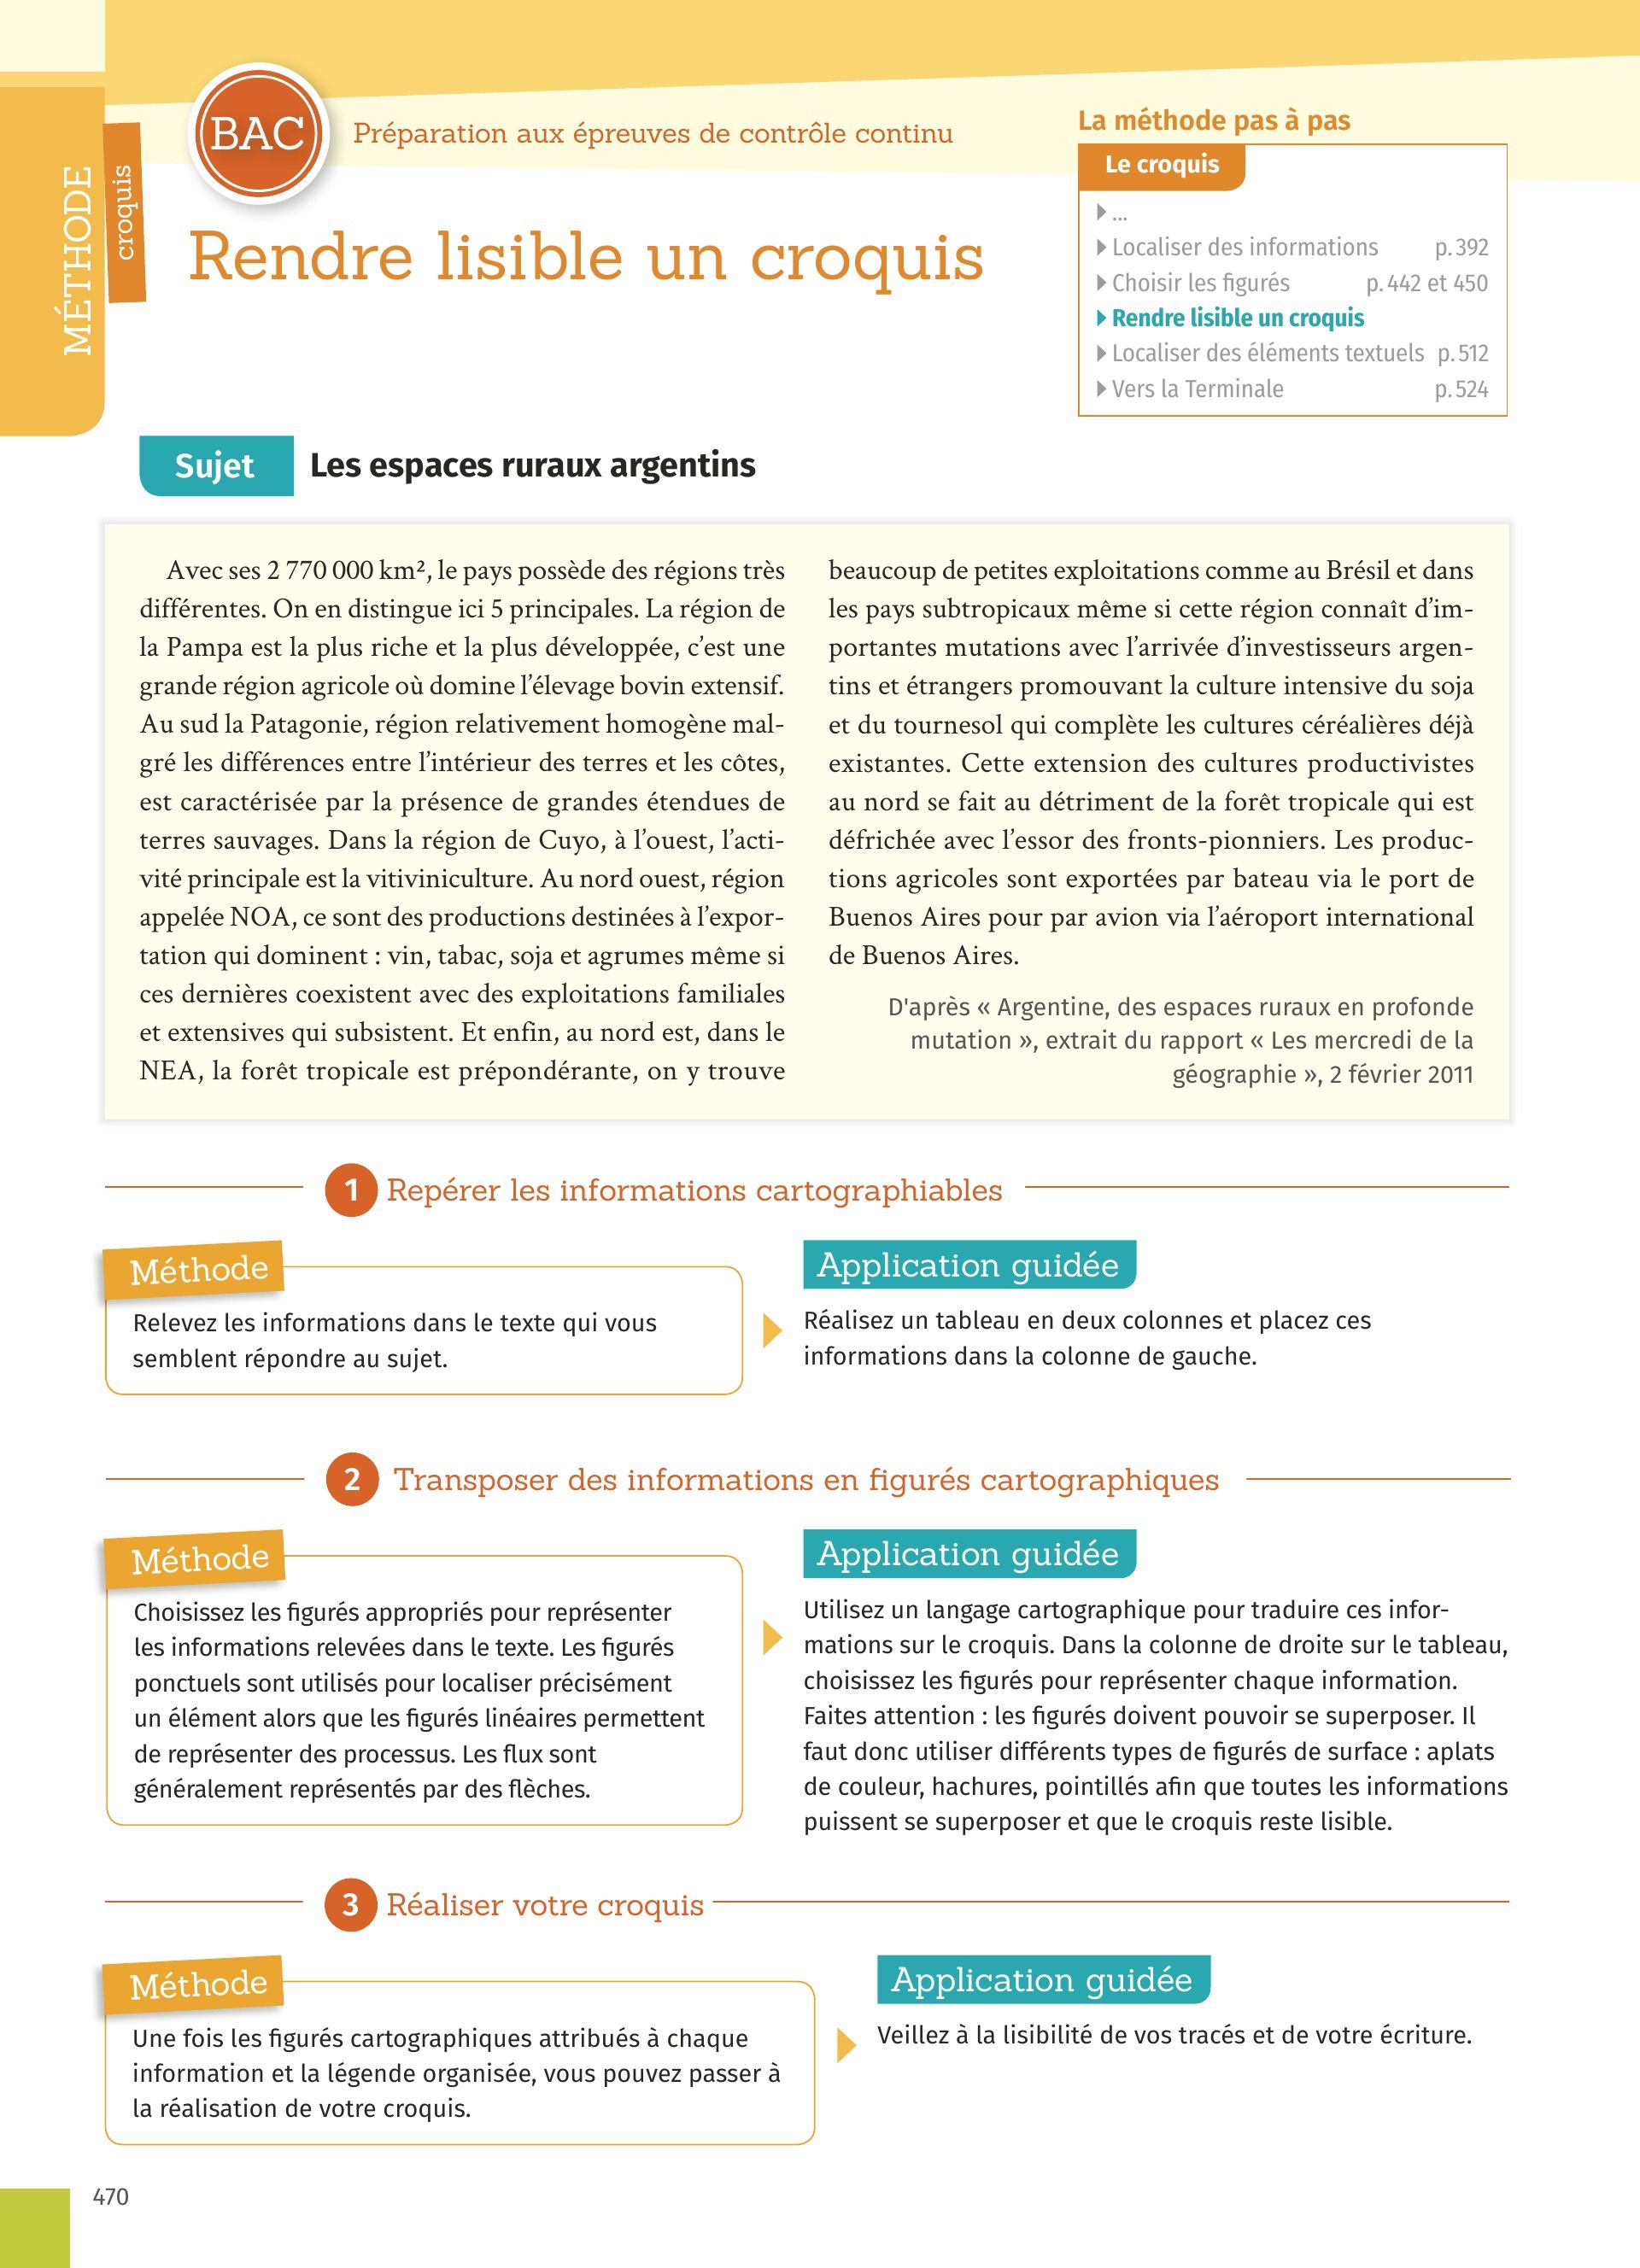 MÉTHODE
croquis
BAC
Préparation aux épreuves de contrôle continu
Rendre lisible un croquis
La méthode pas à pas
Le croquis
...
Localiser des informations p. 392
Choisir les figurés p. 442 et 450
Rendre lisible un croquis
Localiser des éléments textuels p. 512
Vers la Terminale p. 524
Sujet Les espaces ruraux argentins
Avec ses 2 770 000 km², le pays possède des régions très
différentes. On en distingue ici 5 principales. La région de
la Pampa est la plus riche et la plus développée, c'est une
grande région agricole où domine l'élevage bovin extensif.
Au sud la Patagonie, région relativement homogène mal-
gré les différences entre l'intérieur des terres et les côtes,
est caractérisée par la présence de grandes étendues de
terres sauvages. Dans la région de Cuyo, à l'ouest, l'acti-
vité principale est la vitiviniculture. Au nord ouest, région
appelée NOA, ce sont des productions destinées à l'expor-
tation qui dominent : vin, tabac, soja et agrumes même si
ces dernières coexistent avec des exploitations familiales
et extensives qui subsistent. Et enfin, au nord est, dans le
NEA, la forêt tropicale est prépondérante, on y trouve
beaucoup de petites exploitations comme au Brésil et dans
les pays subtropicaux même si cette région connaît d'im-
portantes mutations avec l'arrivée d'investisseurs argen-
tins et étrangers promouvant la culture intensive du soja
et du tournesol qui complète les cultures céréalières déjà
existantes. Cette extension des cultures productivistes
au nord se fait au détriment de la forêt tropicale qui est
défrichée avec l'essor des fronts-pionniers. Les produc-
tions agricoles sont exportées par bateau via le port de
Buenos Aires pour par avion via l'aéroport international
de Buenos Aires.
D'après « Argentine, des espaces ruraux en profonde
mutation », extrait du rapport « Les mercredi de la
géographie », 2 février 2011
1 Repérer les informations cartographiables
Méthode
Relevez les informations dans le texte qui vous
semblent répondre au sujet.
Application guidée
Réalisez un tableau en deux colonnes et placez ces
informations dans la colonne de gauche.
2 Transposer des informations en figurés cartographiques
Méthode
Choisissez les figurés appropriés pour représenter
les informations relevées dans le texte. Les figurés
ponctuels sont utilisés pour localiser précisément
un élément alors que les figurés linéaires permettent
de représenter des processus. Les flux sont
généralement représentés par des flèches.
Application guidée
Utilisez un langage cartographique pour traduire ces infor-
mations sur le croquis. Dans la colonne de droite sur le tableau,
choisissez les figurés pour représenter chaque information.
Faites attention : les figurés doivent pouvoir se superposer. Il
faut donc utiliser différents types de figurés de surface : aplats
de couleur, hachures, pointillés afin que toutes les informations
puissent se superposer et que le croquis reste lisible.
3 Réaliser votre croquis
Méthode
Une fois les figurés cartographiques attribués à chaque
information et la légende organisée, vous pouvez passer à
la réalisation de votre croquis.
Application guidée
Veillez à la lisibilité de vos tracés et de votre écriture.
470